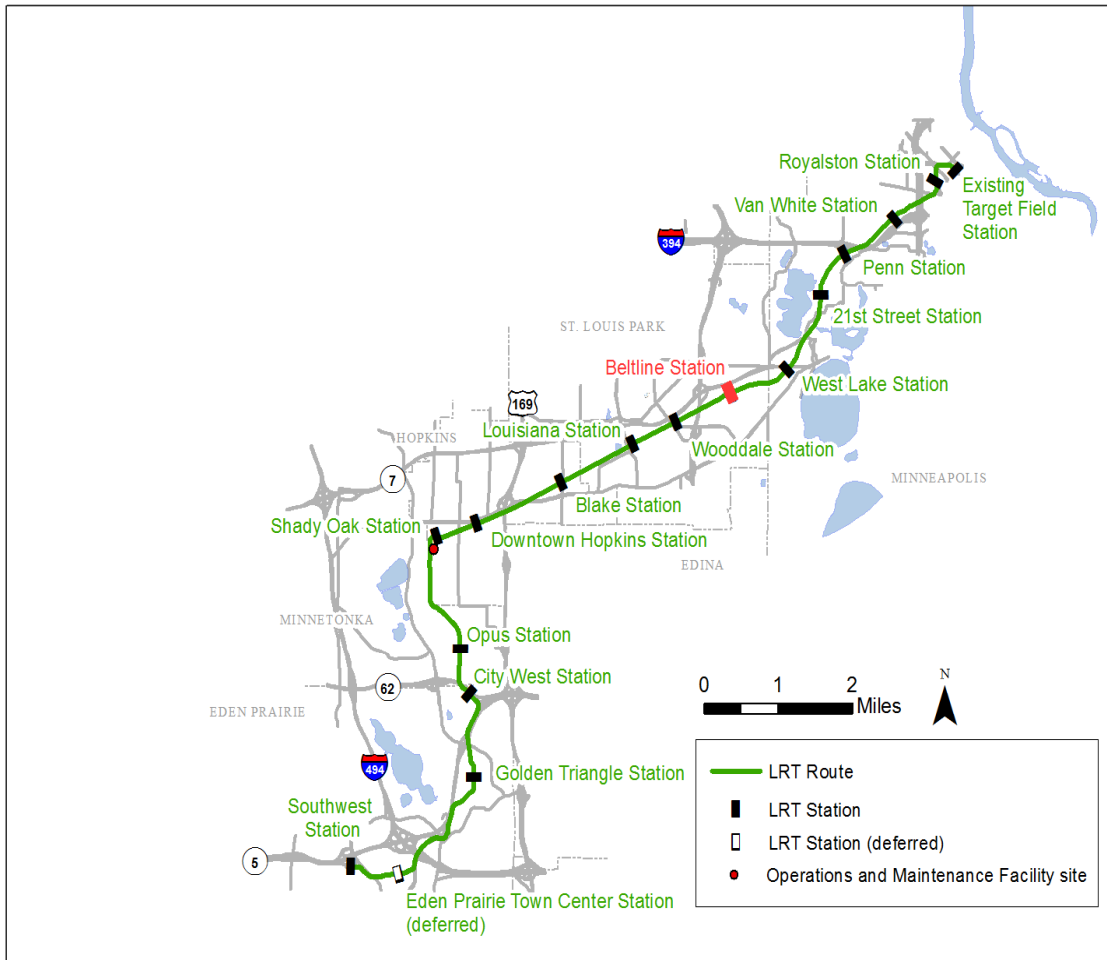 Royalston Station
Existing
Target Field
Station
Van White Station
394
Penn Station
21st Street Station
ST. LOUIS PARK
Beltline Station
West Lake Station
169
Louisiana Station
HOPKINS
Wooddale Station
7
MINNEAPOLIS
Blake Station
Shady Oak Station
Downtown Hopkins Station
EDINA
MINNETONKA
Opus Station
City West Station
62
0 1 2
Miles
N
EDEN PRAIRIE
494
Golden Triangle Station
Southwest
Station
5
Eden Prairie Town Center Station
(deferred)
LRT Route
LRT Station
LRT Station (deferred)
Operations and Maintenance Facility site